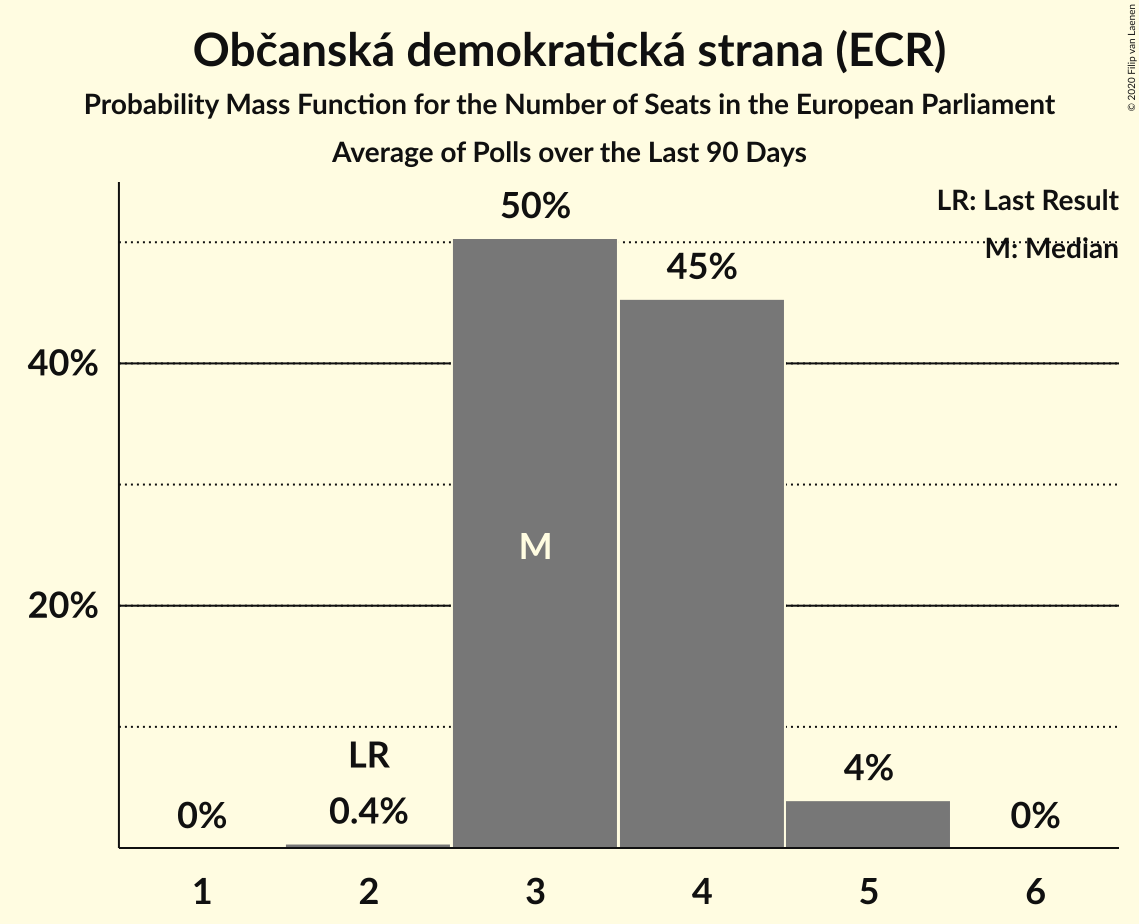 Občanská demokratická strana (ECR)
Probability Mass Function for the Number of Seats in the European Parliament
Average of Polls over the Last 90 Days
© 2020 Filip van Laenen
LR: Last Result
M: Median
50%
45%
40%
M
20%
LR
4%
0%
0.4%
0%
1 2 3 4 5 6